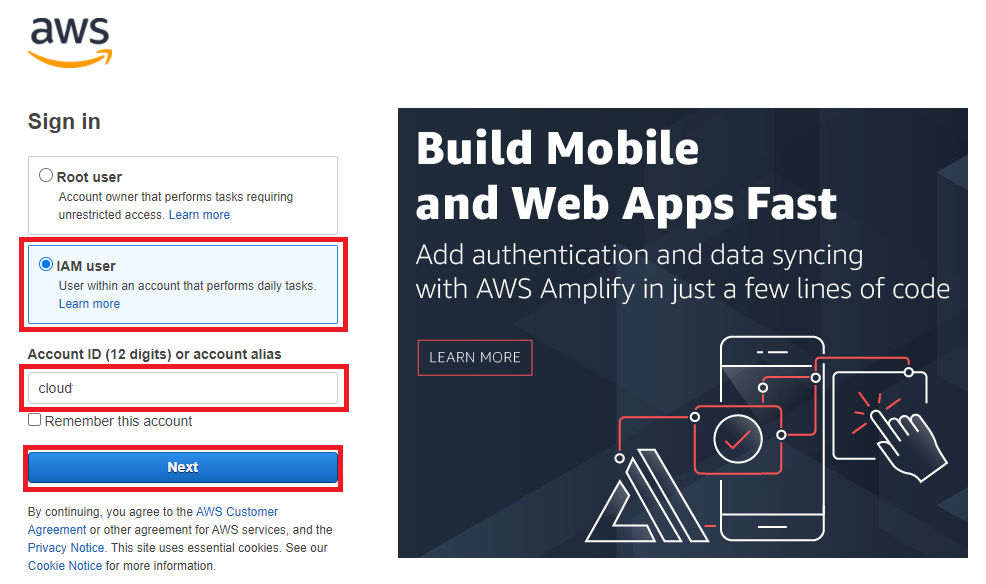 aws
Sign in
Root user
Account owner that performs tasks requiring
unrestricted access. Learn more
IAM user
User within an account that performs daily tasks.
Learn more
Account ID (12 digits) or account alias
cloud
Remember this account
Next
By continuing, you agree to the AWS Customer
Agreement or other agreement for AWS services, and the
Privacy Notice. This site uses essential cookies. See our
Cookie Notice for more information.
Build Mobile
and Web Apps Fast
Add authentication and data syncing
with AWS Amplify in just a few lines of code
LEARN MORE